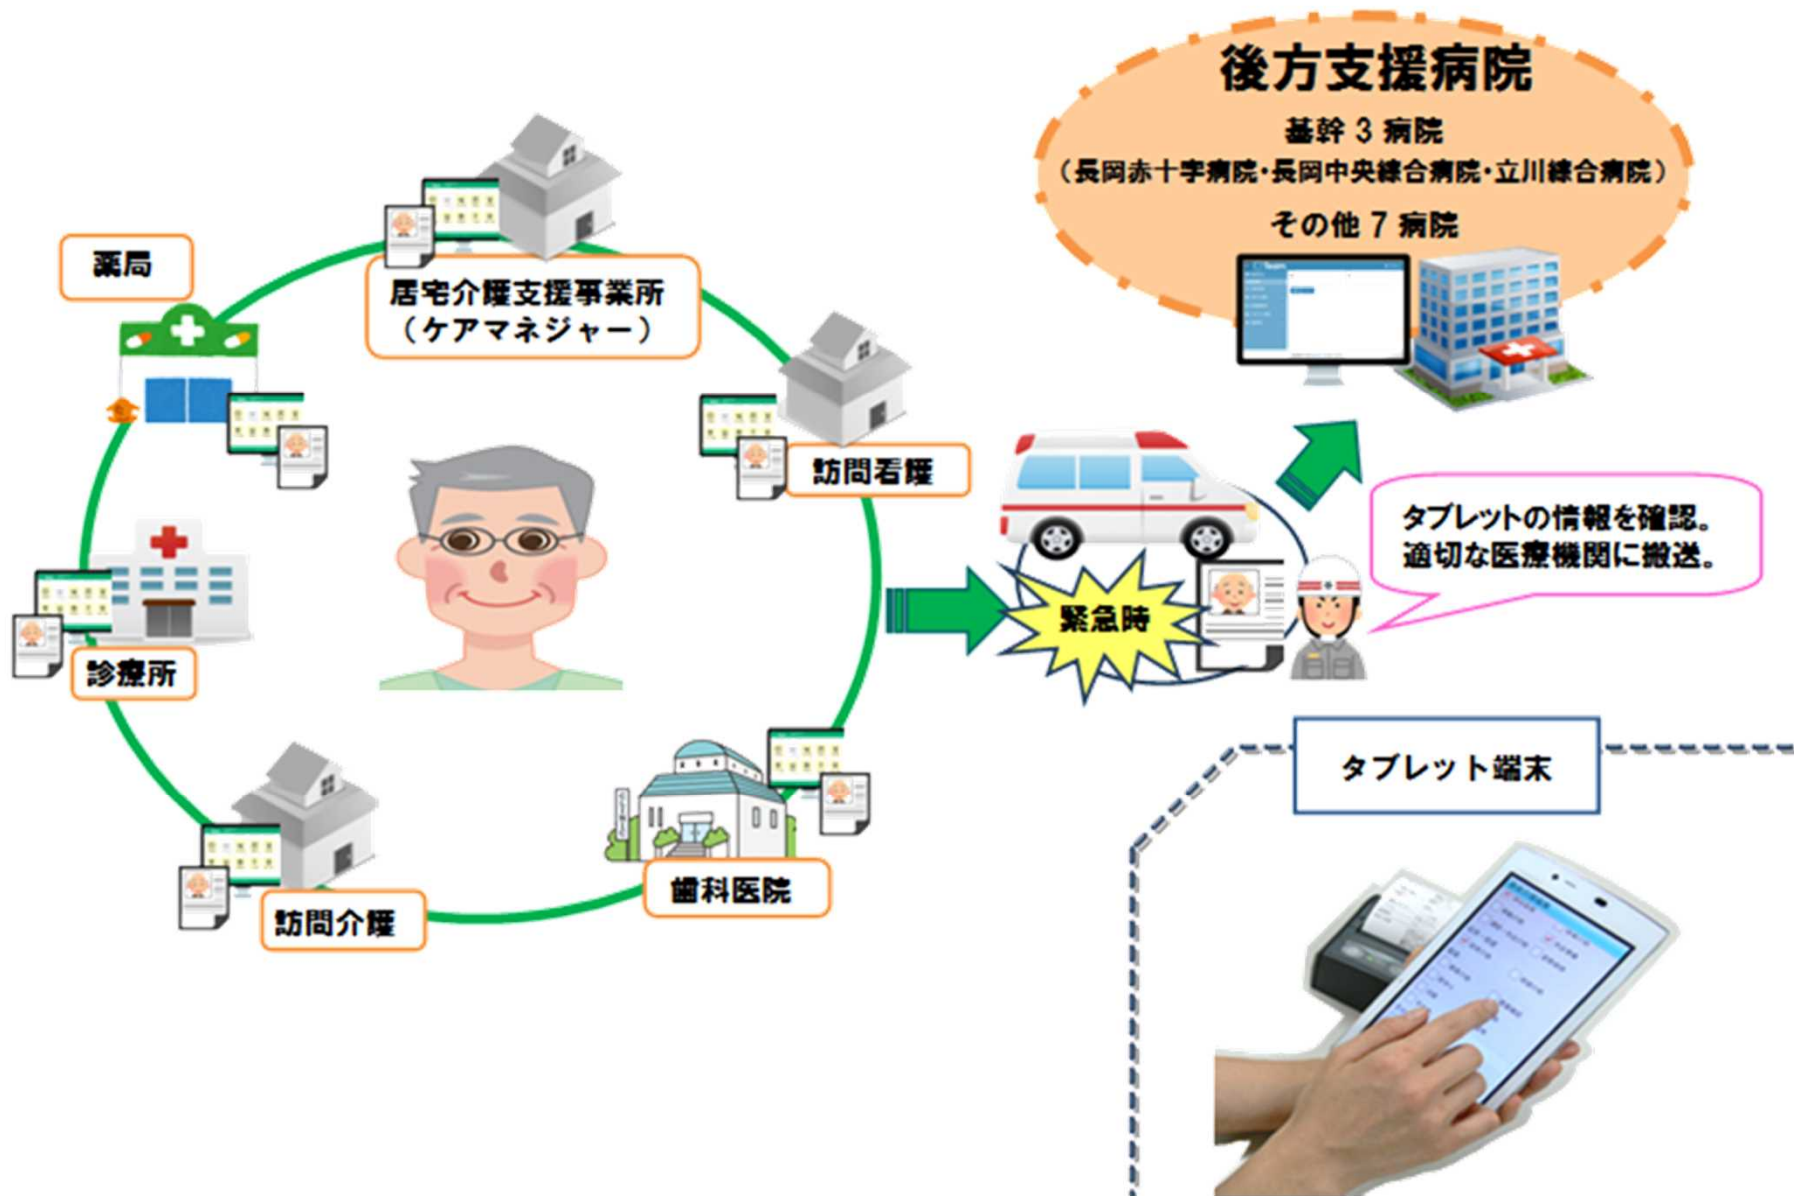 後方支援病院
基幹 3 病院
（長岡赤十字病院・長岡中央綜合病院・立川綜合病院）
その他 7 病院
薬局
居宅介護支援事業所
（ケアマネジャー）
訪問看護
診療所
訪問介護
歯科医院
緊急時
タブレットの情報を確認。
適切な医療機関に搬送。
タブレット端末